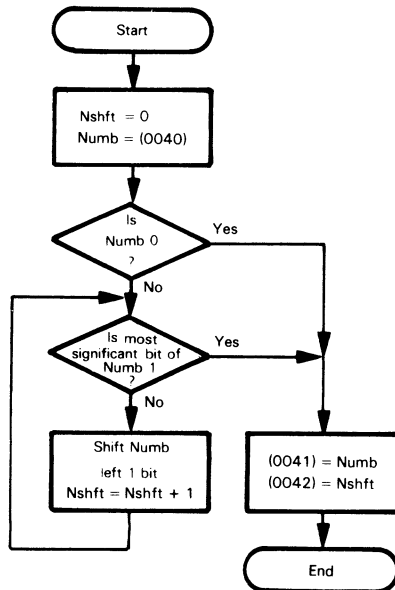 Start
Nshft = 0
Numb = (0040)
Is
Numb 0
?
Yes
No
Is most
significant bit of
Numb 1
?
Yes
No
Shift Numb
left 1 bit
Nshft = Nshft + 1
(0041) = Numb
(0042) = Nshft
End